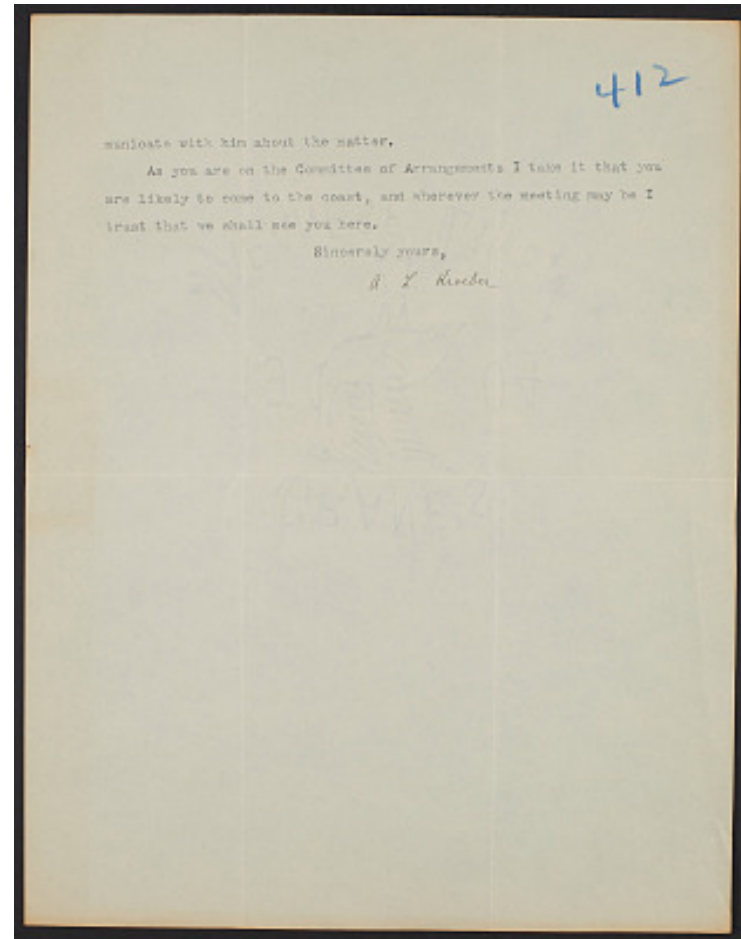 412
municate with him about the matter.
As you are on the Committee of Arrangements I take it that you
are likely to come to the coast, and wherever the meeting may be I
trust that we shall see you here.
Sincerely yours,
A L Kroeber